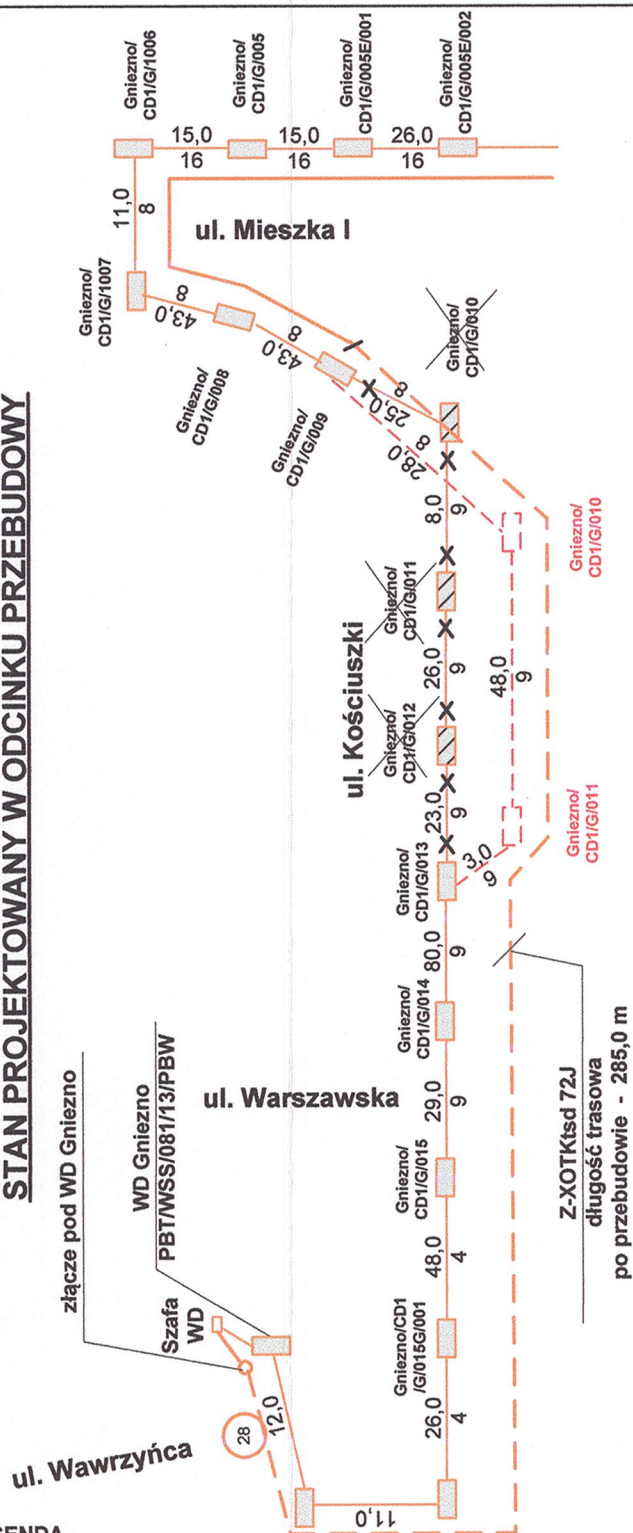 STAN PROJEKTOWANY W ODCINKU PRZEBUDOWY
złącze pod WD Gniezno
WD Gniezno
PBT/WSS/081/13/PBW
Szafa
WD
ul. Wawrzyńca
28
12,0
11,0
26,0
4
Gniezno/CD1
/G/015G/001
48,0
4
Gniezno/
CD1/G/015
29,0
9
Gniezno/
CD1/G/014
80,0
9
ul. Warszawska
Gniezno/
CD1/G/013
23,0
9
Gniezno/
CD1/G/012
26,0
9
Gniezno/
CD1/G/011
8,0
9
ul. Kościuszki
Gniezno/
CD1/G/010
25,0
8
28,0
8
3,0
9
48,0
9
Gniezno/
CD1/G/011
Gniezno/
CD1/G/010
Gniezno/
CD1/G/009
43,0
8
Gniezno/
CD1/G/008
43,0
8
Gniezno/
CD1/G/1007
11,0
8
ul. Mieszka I
Gniezno/
CD1/G/1006
15,0
16
Gniezno/
CD1/G/005
15,0
16
Gniezno/
CD1/G/005E/001
26,0
16
Gniezno/
CD1/G/005E/002
Z-XOTKtsd 72J
długość trasowa
po przebudowie - 285,0 m